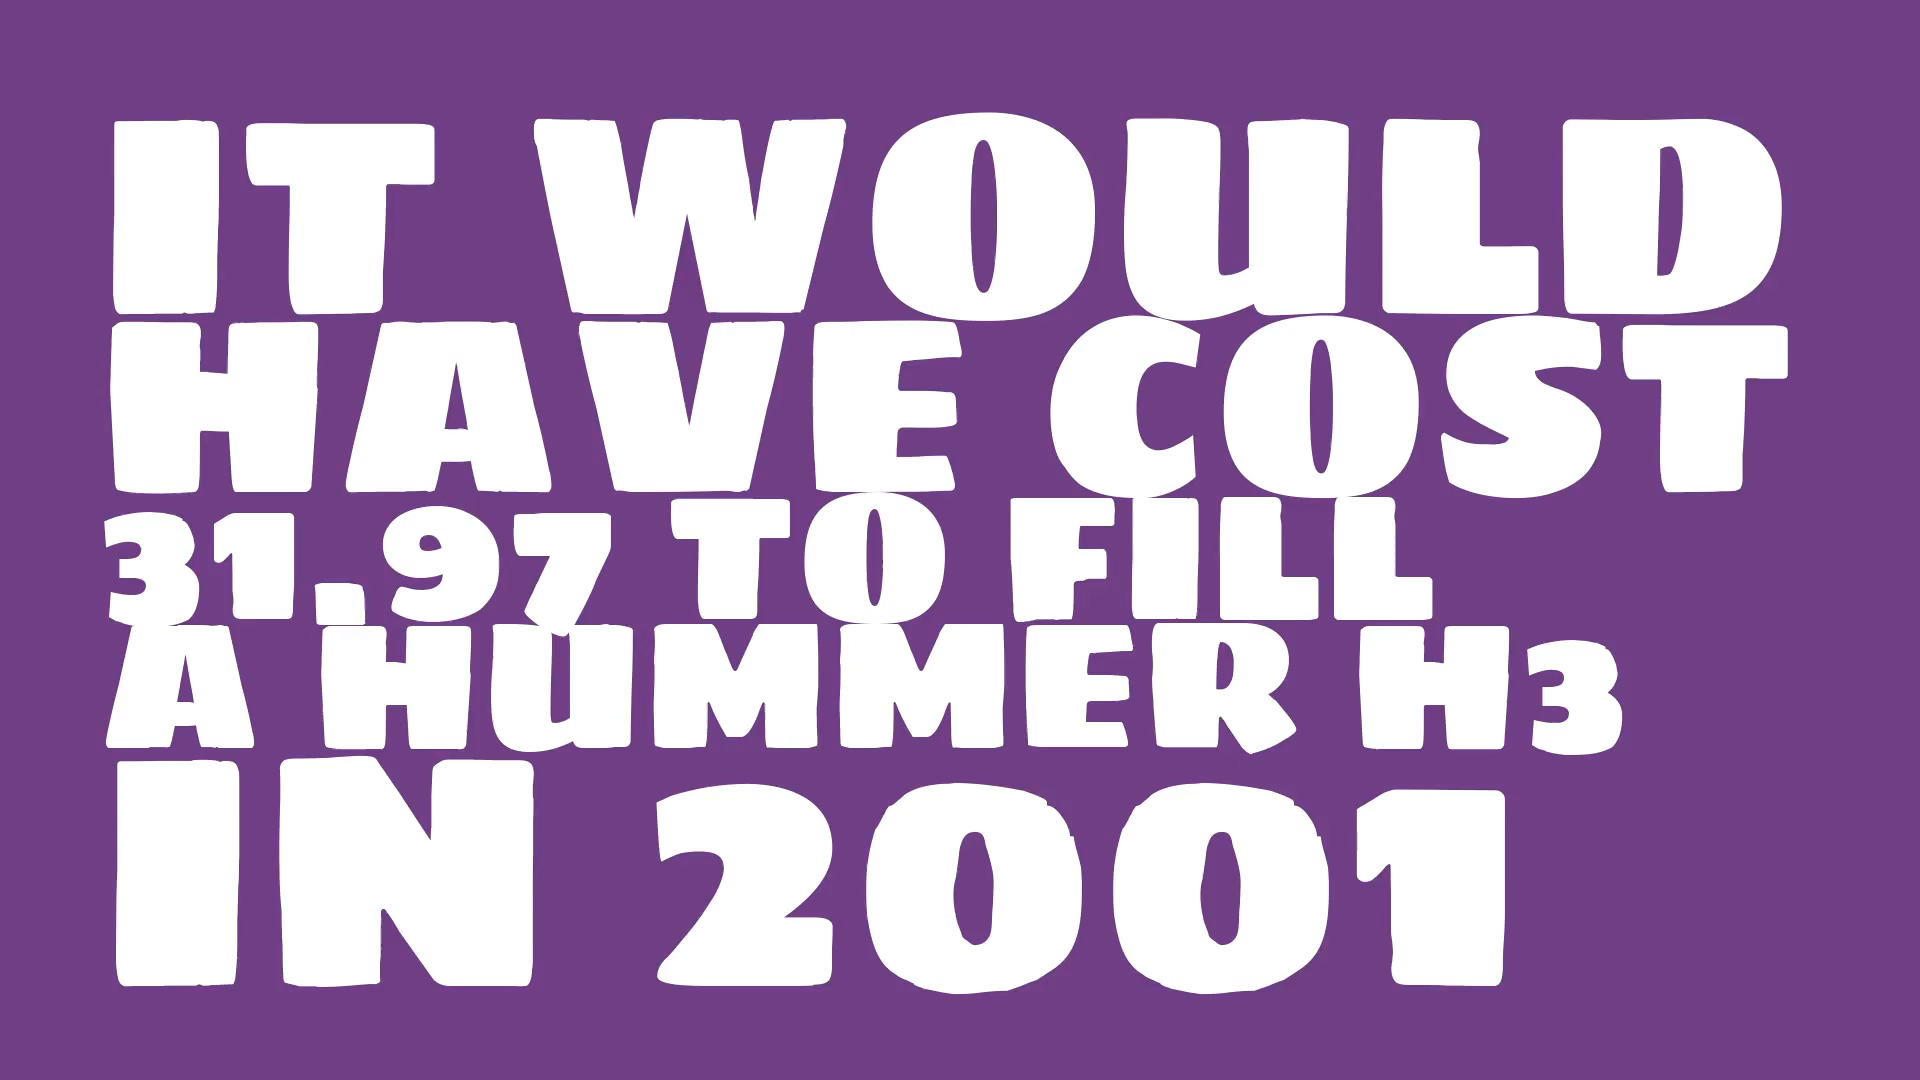 IT WOULD
HAVE COST
31.97 TO FILL
A HUMMER H3
IN 2001